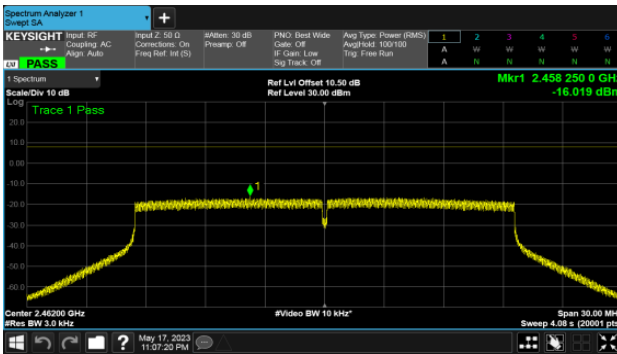 Spectrum Analyzer 1
Swept SA
KEYSIGHT Input: RF Input Z: 50 Ω #Atten: 30 dB PNO: Best Wide Avg Type: Power (RMS) 1 2 3 4 5 6
Coupling: AC Corrections: On Preamp: Off Gate: Off Avg|Hold: 100/100 A W W W W W
Align: Auto Freq Ref: Int (S) IF Gain: Low Trig: Free Run
LXI PASS Sig Track: Off A N N N N N
1 Spectrum Ref Lvl Offset 10.50 dB Mkr1 2.458 250 0 GHz
Scale/Div 10 dB Ref Level 30.00 dBm -16.019 dBm
Log Trace 1 Pass
20.0
10.0
0.00
-10.0 1
-20.0
-30.0
-40.0
-50.0
-60.0
Center 2.46200 GHz #Video BW 10 kHz* Span 30.00 MH
#Res BW 3.0 kHz Sweep 4.08 s (20001 pts
? May 17, 2023
11:07:20 PM